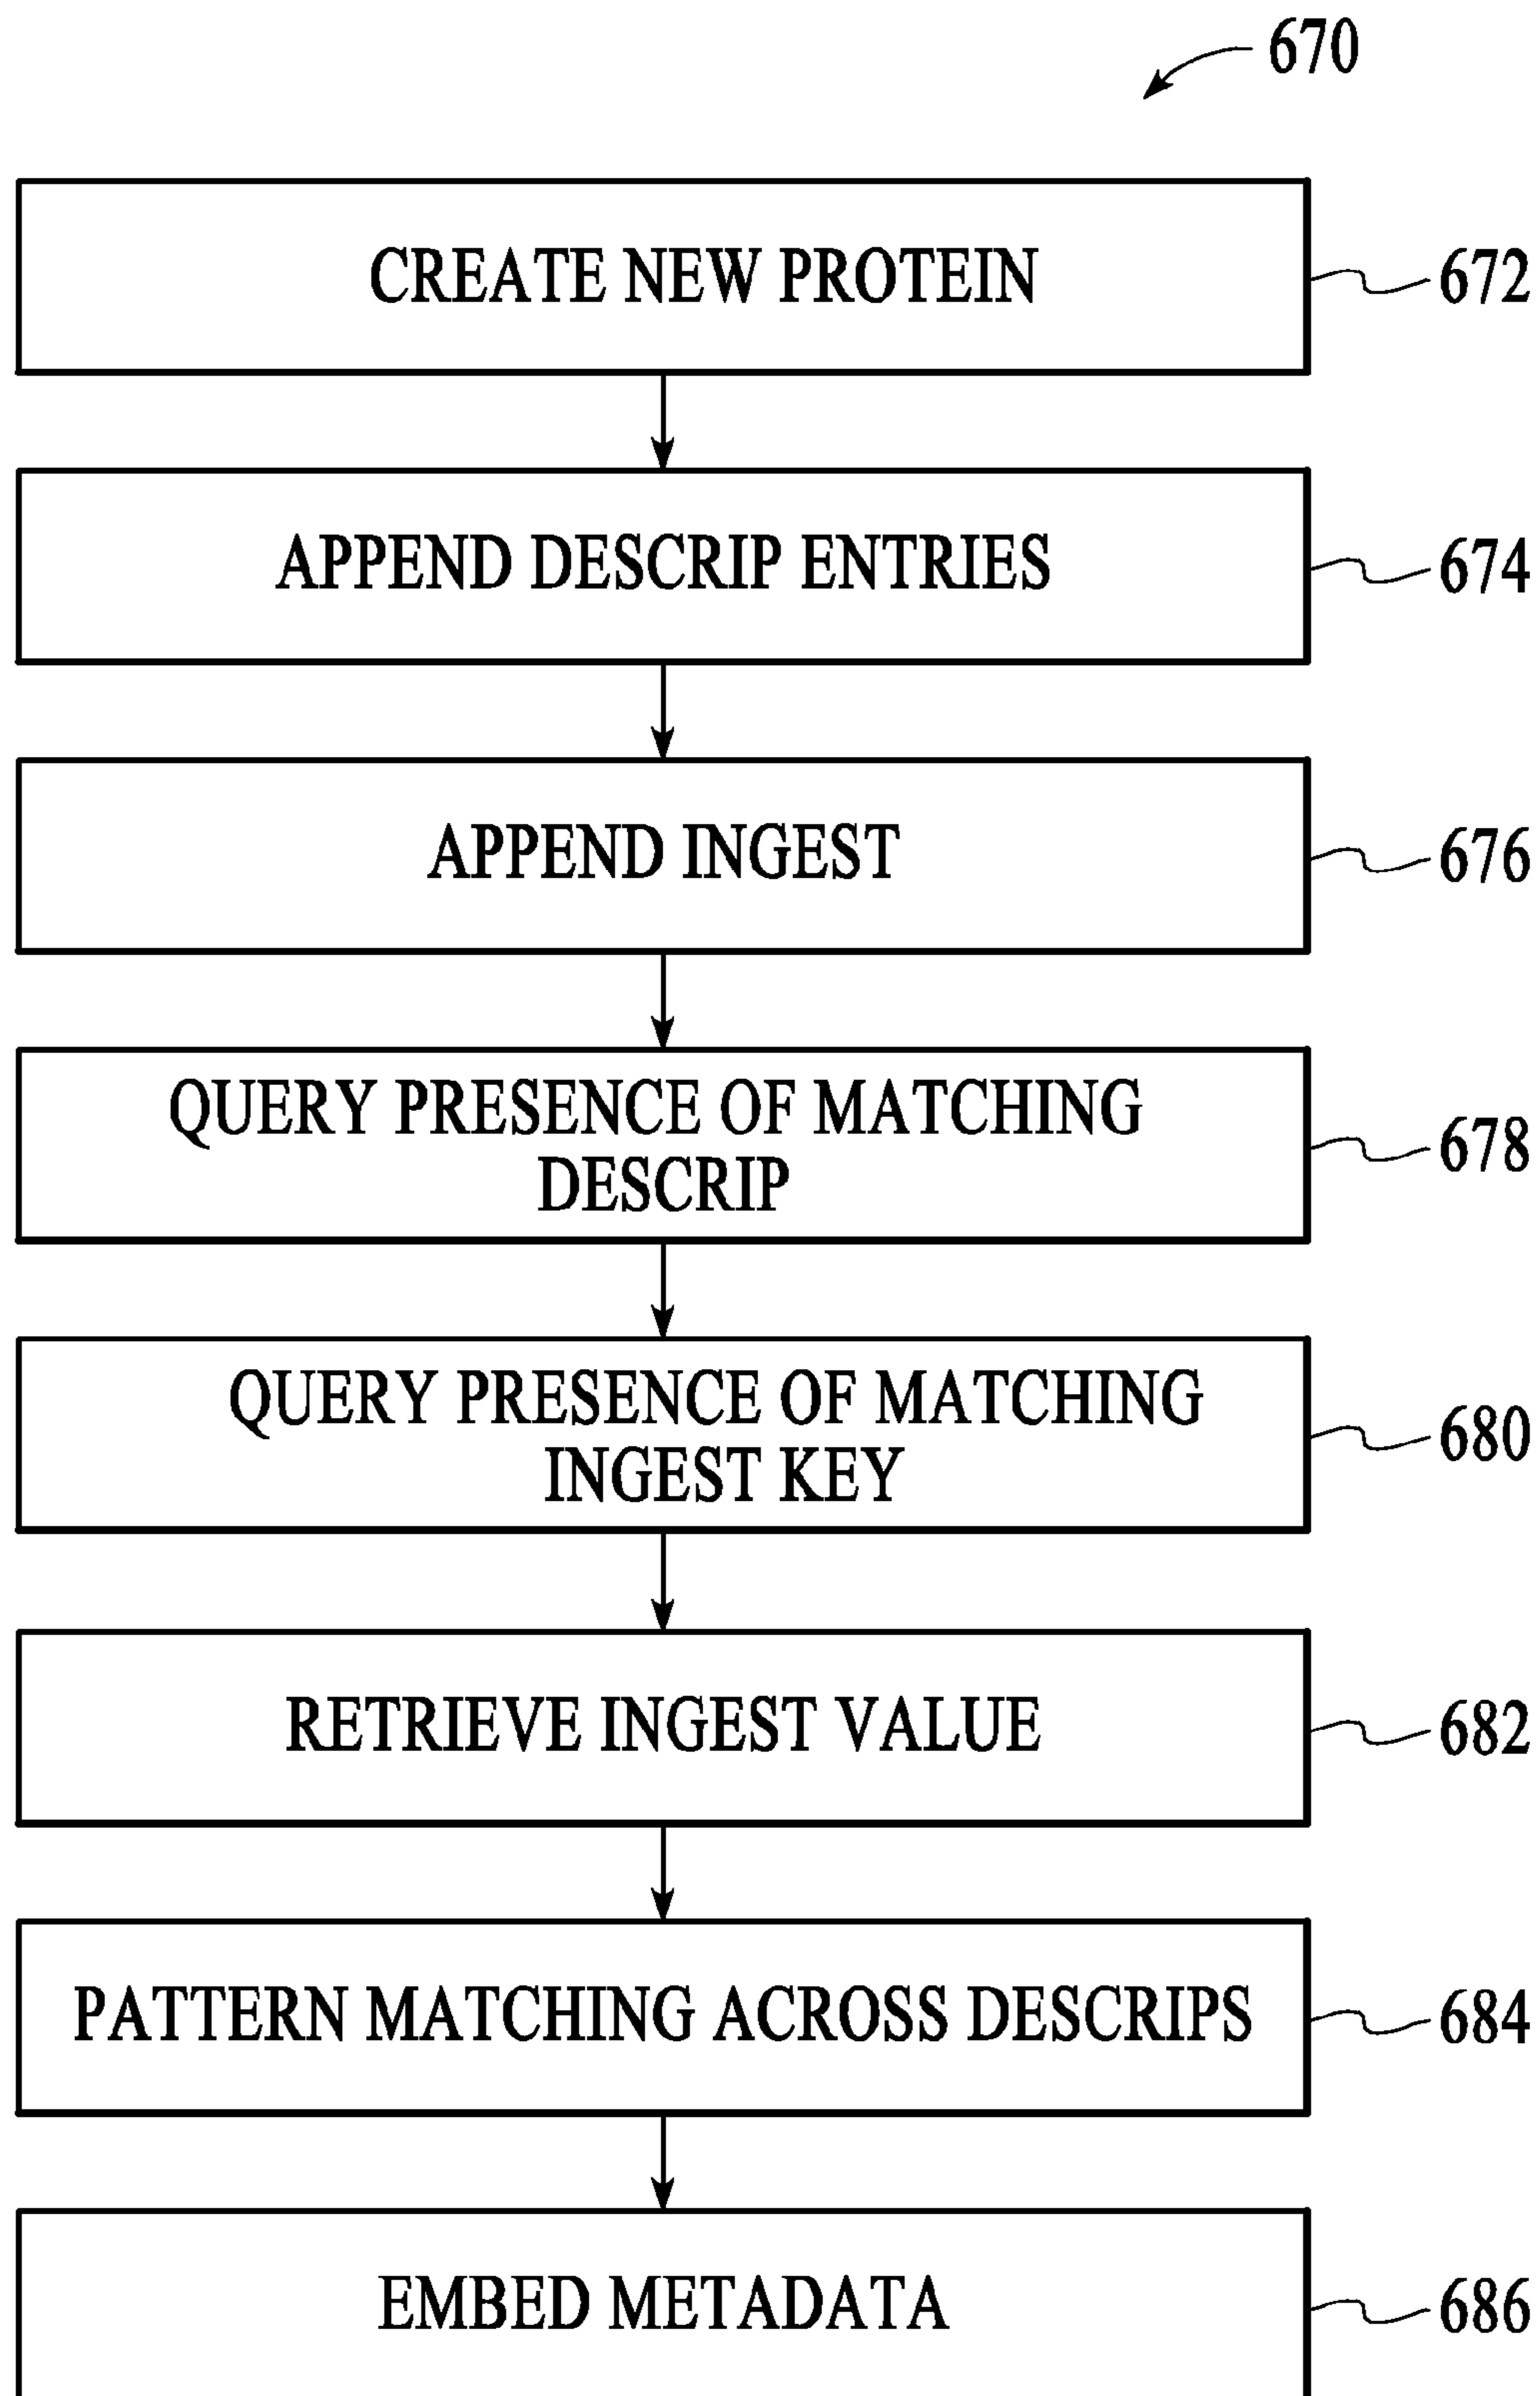 670
CREATE NEW PROTEIN
672
APPEND DESCRIP ENTRIES
674
APPEND INGEST
676
QUERY PRESENCE OF MATCHING
DESCRIP
678
QUERY PRESENCE OF MATCHING
INGEST KEY
680
RETRIEVE INGEST VALUE
682
PATTERN MATCHING ACROSS DESCRIPS
684
EMBED METADATA
686